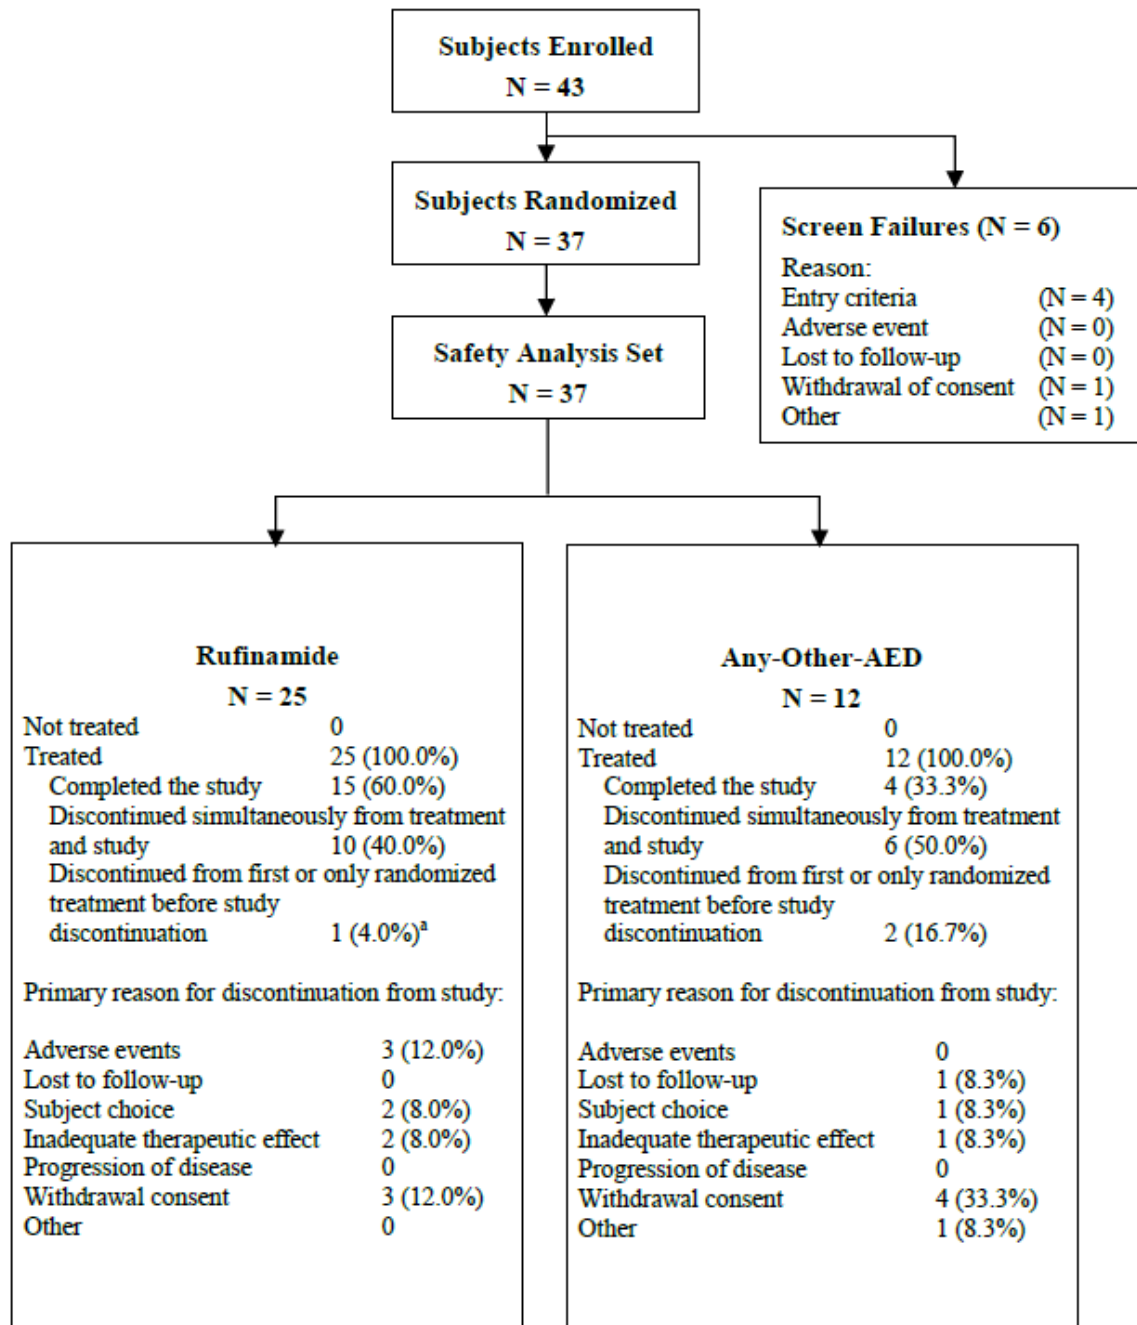 Subjects Enrolled
N = 43
Subjects Randomized
N = 37
Screen Failures (N = 6)
Reason:
Entry criteria (N = 4)
Adverse event (N = 0)
Lost to follow-up (N = 0)
Withdrawal of consent (N = 1)
Other (N = 1)
Safety Analysis Set
N = 37
Rufinamide
N = 25
Not treated 0
Treated 25 (100.0%)
Completed the study 15 (60.0%)
Discontinued simultaneously from treatment
and study 10 (40.0%)
Discontinued from first or only randomized
treatment before study
discontinuation 1 (4.0%)ᵃ
Primary reason for discontinuation from study:
Adverse events 3 (12.0%)
Lost to follow-up 0
Subject choice 2 (8.0%)
Inadequate therapeutic effect 2 (8.0%)
Progression of disease 0
Withdrawal consent 3 (12.0%)
Other 0
Any-Other-AED
N = 12
Not treated 0
Treated 12 (100.0%)
Completed the study 4 (33.3%)
Discontinued simultaneously from treatment
and study 6 (50.0%)
Discontinued from first or only randomized
treatment before study
discontinuation 2 (16.7%)
Primary reason for discontinuation from study:
Adverse events 0
Lost to follow-up 1 (8.3%)
Subject choice 1 (8.3%)
Inadequate therapeutic effect 1 (8.3%)
Progression of disease 0
Withdrawal consent 4 (33.3%)
Other 1 (8.3%)